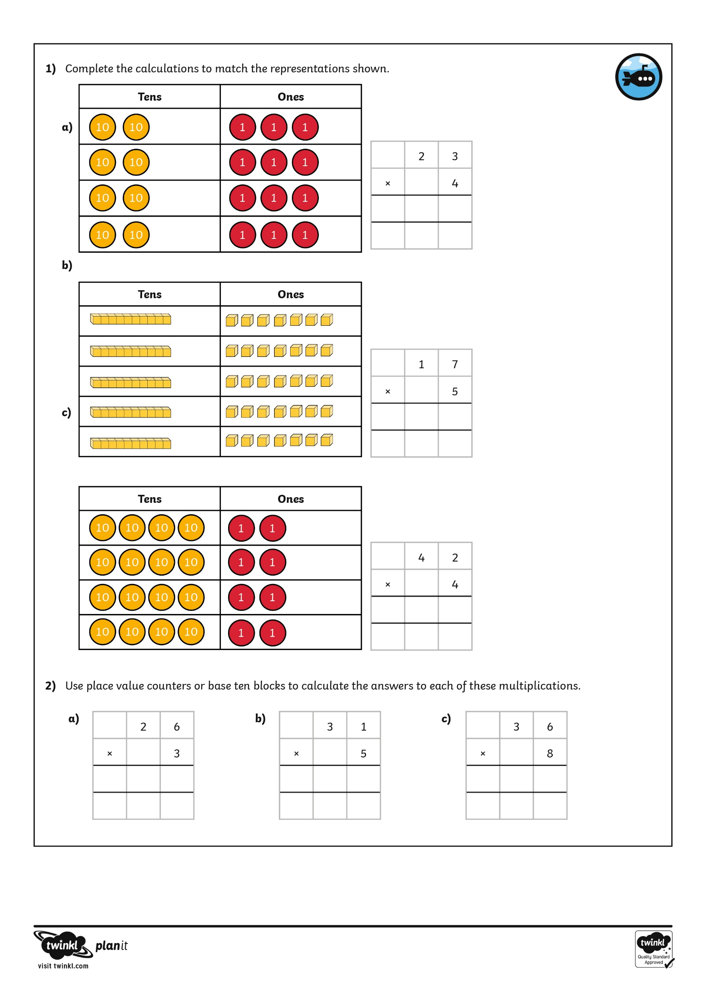 1) Complete the calculations to match the representations shown.
Tens Ones
a) 10 10 1 1 1
10 10 1 1 1
2 3
10 10 1 1 1
× 4
10 10 1 1 1
b)
Tens Ones
1 7
× 5
c)
Tens Ones
10 10 10 10 1 1
4 2
10 10 10 10 1 1
× 4
10 10 10 10 1 1
10 10 10 10 1 1
2) Use place value counters or base ten blocks to calculate the answers to each of these multiplications.
a) 2 6 b) 3 1 c) 3 6
× 3 × 5 × 8
twinkl planit
visit twinkl.com
twinkl
Quality Standard
Approved